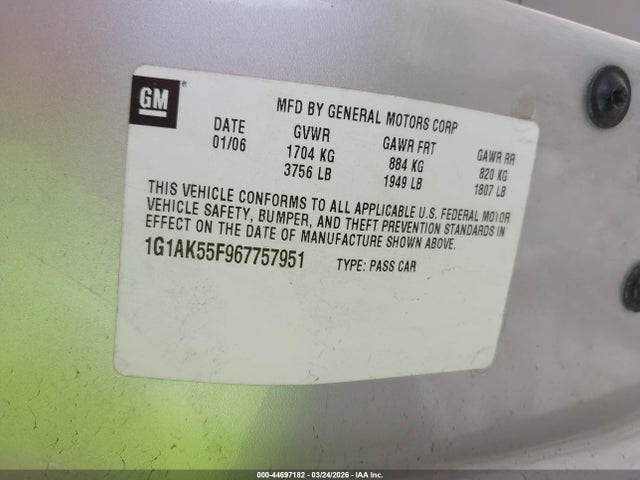 GM
MFD BY GENERAL MOTORS CORP
DATE GVWR GAWR FRT GAWR RR
01/06 1704 KG 884 KG 820 KG
3756 LB 1949 LB 1807 LB
THIS VEHICLE CONFORMS TO ALL APPLICABLE U.S. FEDERAL MOTOR
VEHICLE SAFETY, BUMPER, AND THEFT PREVENTION STANDARDS IN
EFFECT ON THE DATE OF MANUFACTURE SHOWN ABOVE.
1G1AK55F967757951 TYPE: PASS CAR
000-44697182 - 03/24/2026 - IAA Inc.